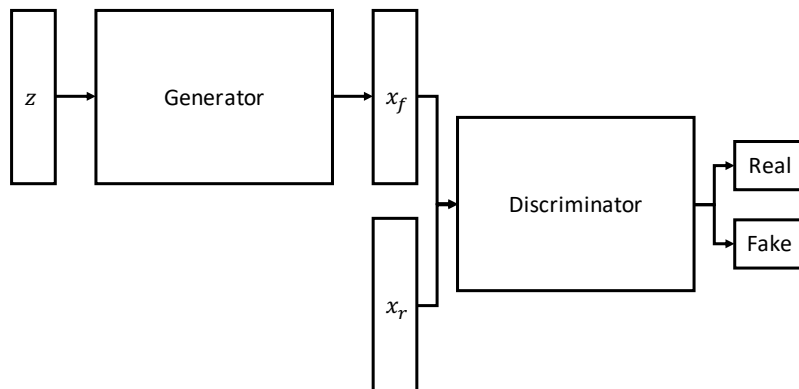 z
Generator
x_f
Discriminator
Real
Fake
x_r